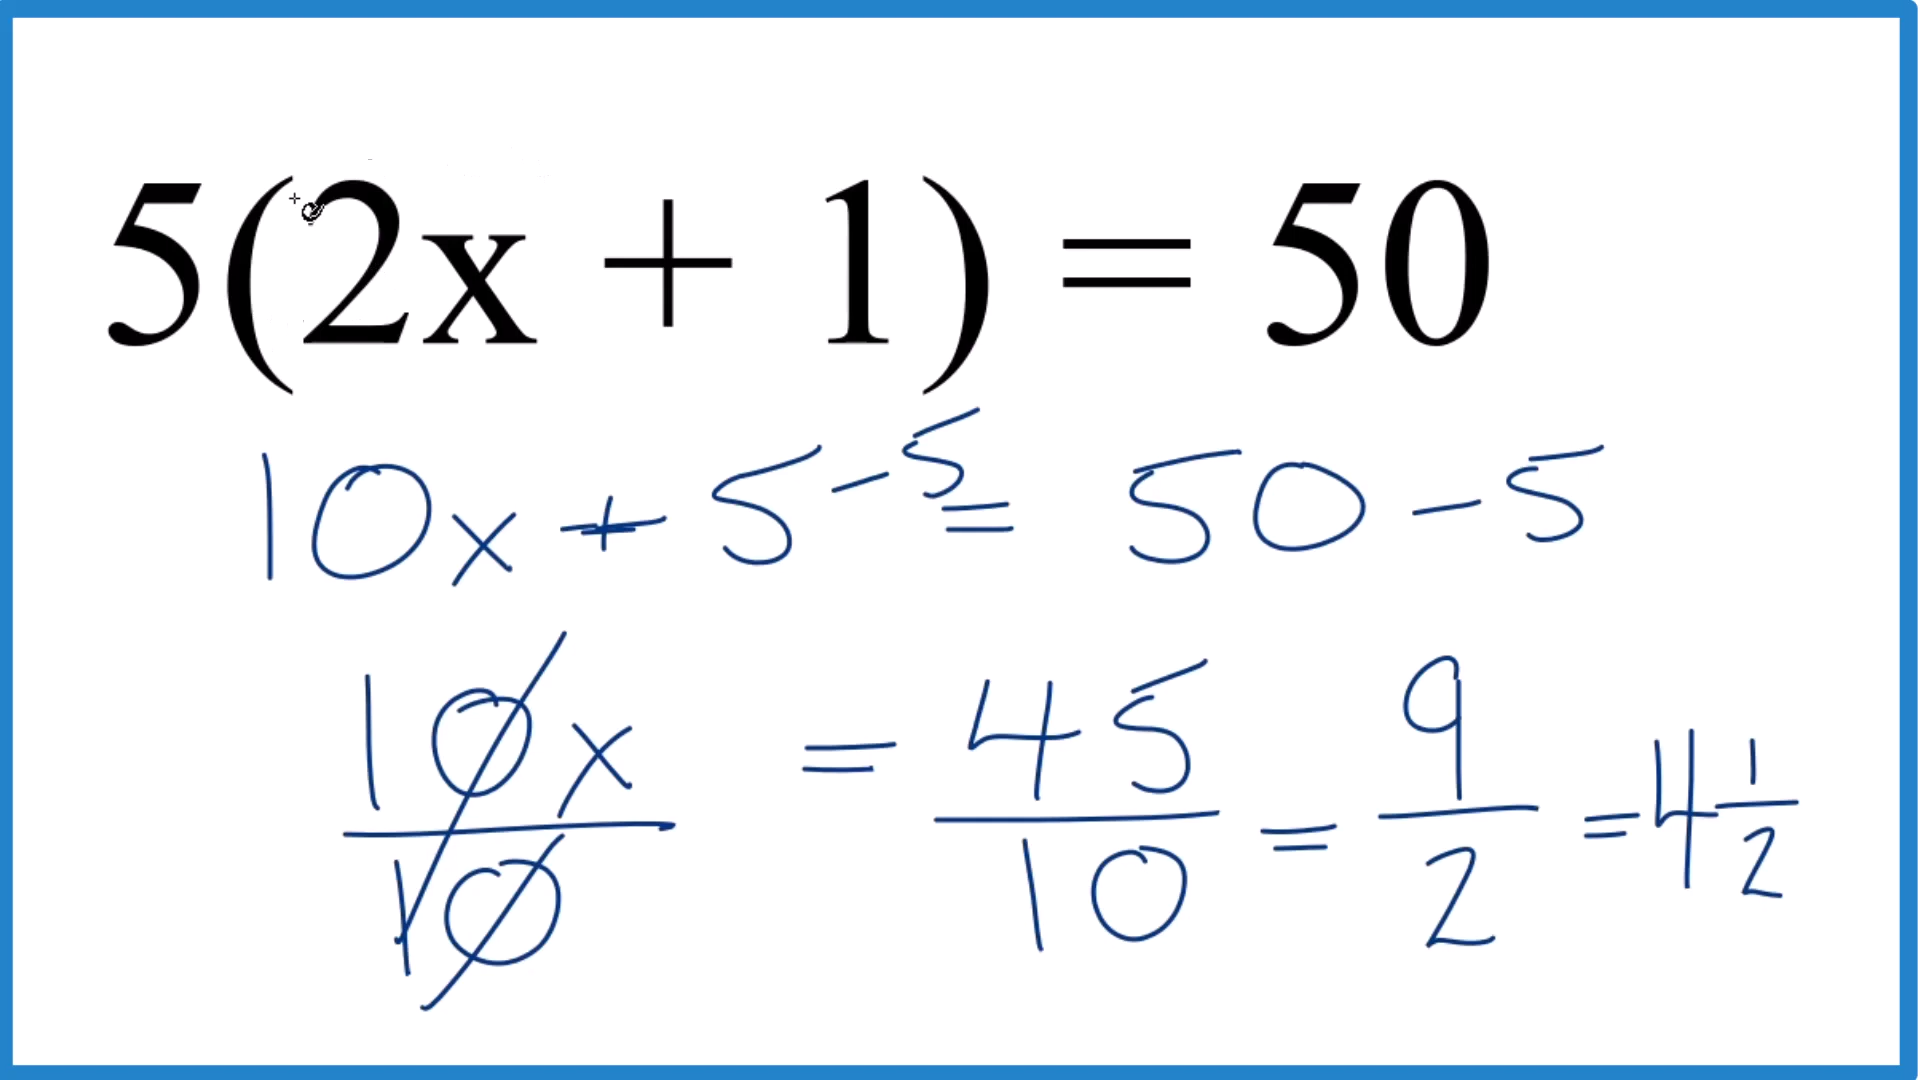 5(2x + 1) = 50
10x + 5 - 5 = 50 - 5
10x/10 = 45/10 = 9/2 = 4 1/2